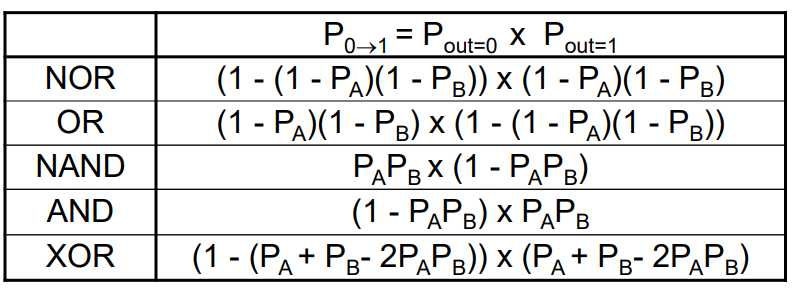 P0→1 = Pout=0 x Pout=1
NOR (1 - (1 - PA)(1 - PB)) x (1 - PA)(1 - PB)
OR (1 - PA)(1 - PB) x (1 - (1 - PA)(1 - PB))
NAND PAPB x (1 - PAPB)
AND (1 - PAPB) x PAPB
XOR (1 - (PA + PB- 2PAPB)) x (PA + PB- 2PAPB)